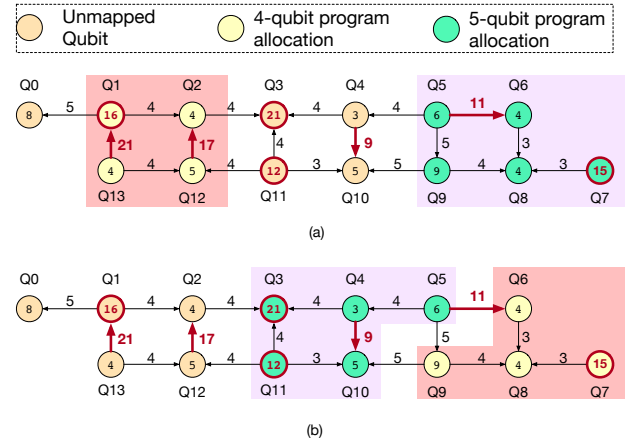 Unmapped Qubit
4-qubit program allocation
5-qubit program allocation
Q0 Q1 Q2 Q3 Q4 Q5 Q6
8 5 16 4 4 4 21 4 3 4 6 11 4
21 17 4 9 5 3
4 4 5 4 12 3 5 5 9 4 8 3 15
Q13 Q12 Q11 Q10 Q9 Q8 Q7
(a)
Q0 Q1 Q2 Q3 Q4 Q5 Q6
8 5 16 4 4 4 21 4 3 4 6 11 4
21 17 4 9 5 3
4 4 5 4 12 3 5 5 9 4 4 3 15
Q13 Q12 Q11 Q10 Q9 Q8 Q7
(b)